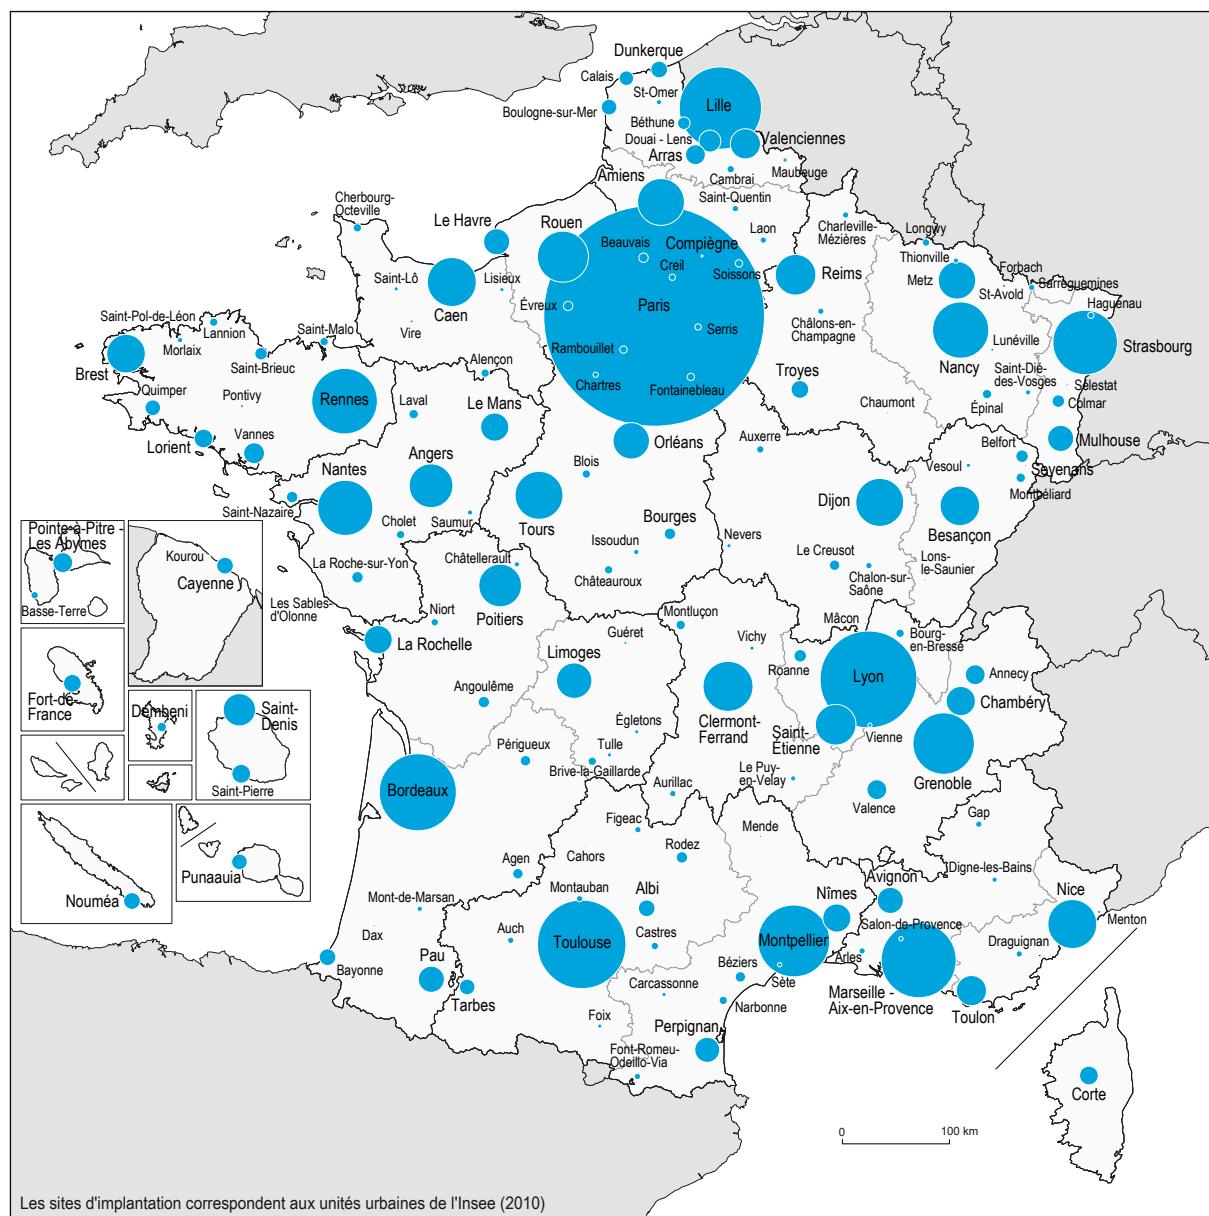 Dunkerque
Calais
St-Omer
Boulogne-sur-Mer
Lille
Béthune
Douai - Lens
Valenciennes
Arras
Cambrai
Maubeuge
Amiens
Saint-Quentin
Cherbourg-
Octeville
Le Havre
Rouen
Beauvais
Compiègne
Laon
Charleville-
Mézières
Longwy
Creil
Soissons
Reims
Thionville
Metz
Forbach
St-Avold
Sarreguemines
Haguenau
Saint-Lô
Lisieux
Caen
Évreux
Paris
Serris
Châlons-en-
Champagne
Vire
Saint-Pol-de-Léon
Lannion
Saint-Malo
Morlaix
Brest
Saint-Brieuc
Alençon
Rambouillet
Chartres
Fontainebleau
Troyes
Nancy
Lunéville
Strasbourg
Saint-Dié-
des-Vosges
Sélestat
Quimper
Pontivy
Rennes
Laval
Le Mans
Chaumont
Épinal
Colmar
Lorient
Vannes
Orléans
Auxerre
Mulhouse
Belfort
Sevenans
Vesoul
Montbéliard
Nantes
Angers
Blois
Saint-Nazaire
Cholet
Saumur
Tours
Bourges
Dijon
Besançon
Pointe-à-Pitre -
Les Abymes
Kourou
Cayenne
Basse-Terre
La Roche-sur-Yon
Châtellerault
Issoudun
Nevers
Le Creusot
Chalon-sur-
Saône
Lons-
le-Saunier
Châteauroux
Les Sables-
d'Olonne
Niort
Poitiers
Montluçon
Mâcon
Guéret
Vichy
Bourg-
en-Bresse
La Rochelle
Limoges
Roanne
Lyon
Annecy
Chambéry
Fort-de-
France
Dembeni
Saint-
Denis
Angoulême
Clermont-
Ferrand
Saint-
Étienne
Vienne
Égletons
Périgueux
Tulle
Brive-la-Gaillarde
Le Puy-
en-Velay
Grenoble
Saint-Pierre
Bordeaux
Aurillac
Valence
Figeac
Mende
Gap
Nouméa
Punaauia
Agen
Cahors
Rodez
Digne-les-Bains
Avignon
Mont-de-Marsan
Montauban
Albi
Nîmes
Nice
Salon-de-Provence
Menton
Dax
Auch
Toulouse
Castres
Montpellier
Draguignan
Arles
Bayonne
Pau
Tarbes
Béziers
Sète
Carcassonne
Narbonne
Marseille -
Aix-en-Provence
Toulon
Foix
Perpignan
Font-Romeu-
Odeillo-Via
Corte
0 100 km
Les sites d'implantation correspondent aux unités urbaines de l'Insee (2010)